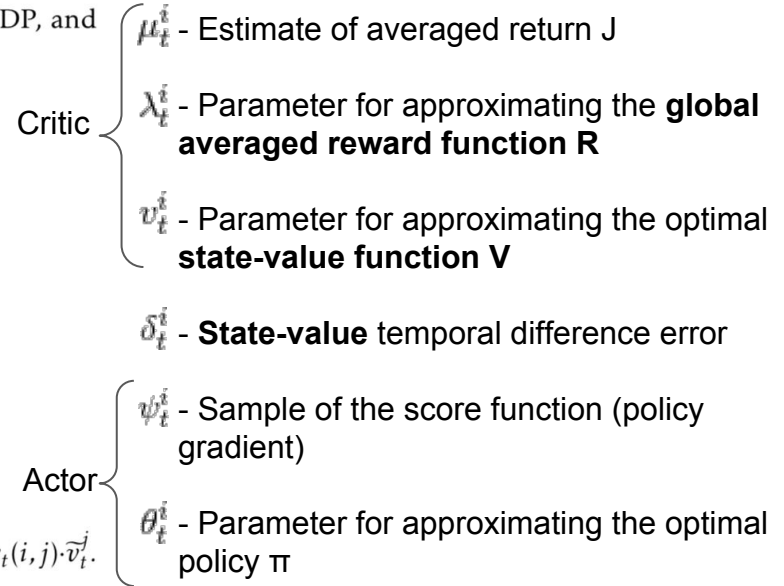 DP, and
Critic
μ_t^i - Estimate of averaged return J
λ_t^i - Parameter for approximating the global
averaged reward function R
v_t^i - Parameter for approximating the optimal
state-value function V
δ_t^i - State-value temporal difference error
Actor
ψ_t^i - Sample of the score function (policy
gradient)
θ_t^i - Parameter for approximating the optimal
policy π
_t(i, j)·ṽ_t^j.